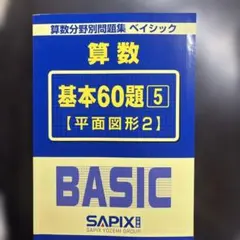 算数分野別問題集 ベイシック
算数
基本60題 5
【平面図形2】
BASIC
SAPIX
SAPIX YOZEMI GROUP